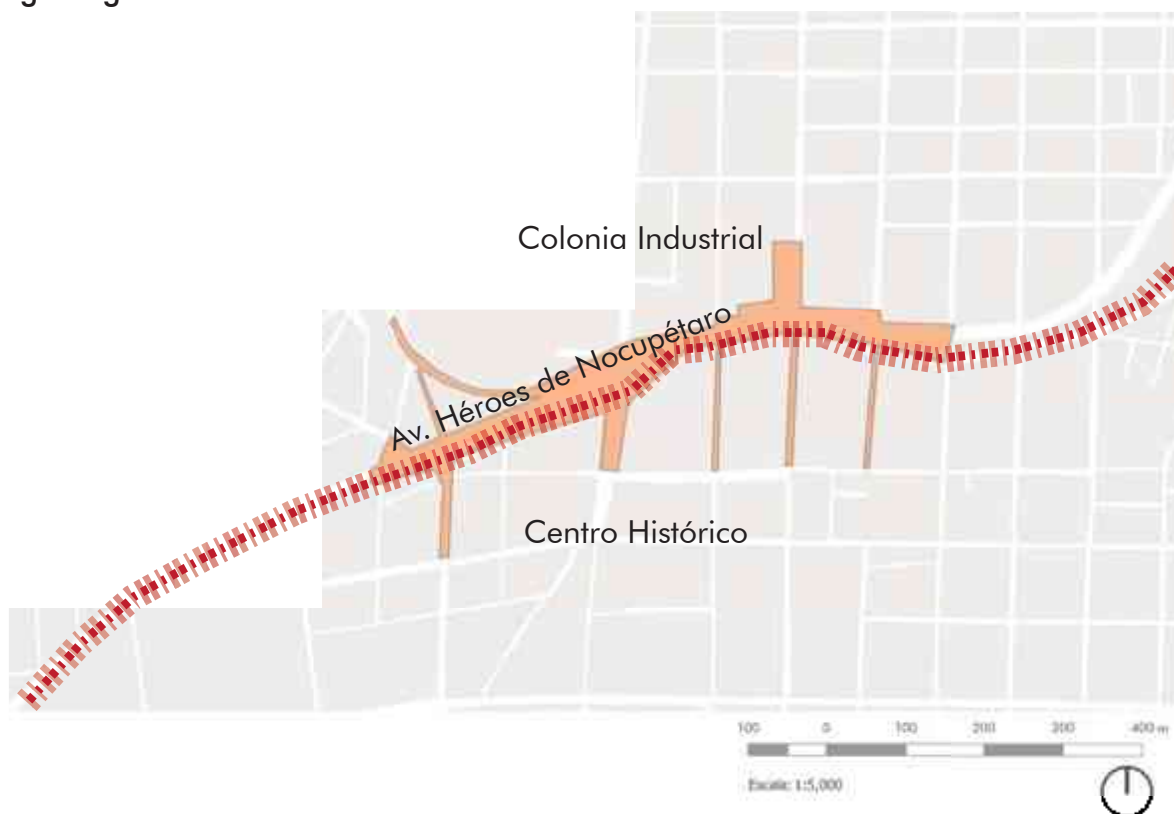 Colonia Industrial
Av. Héroes de Nocupétaro
Centro Histórico
100 0 100 200 300 400 m
Escala: 1:5,000